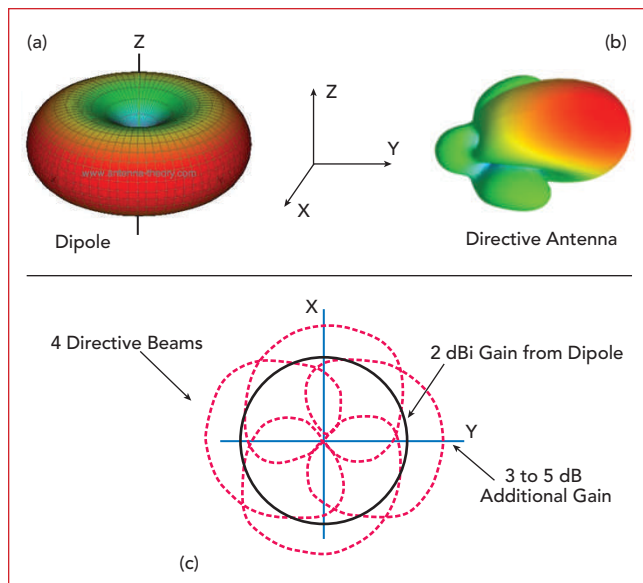 (a)
Z
www.antenna-theory.com
Dipole
Z
Y
X
(b)
Directive Antenna
X
4 Directive Beams
2 dBi Gain from Dipole
Y
3 to 5 dB
Additional Gain
(c)